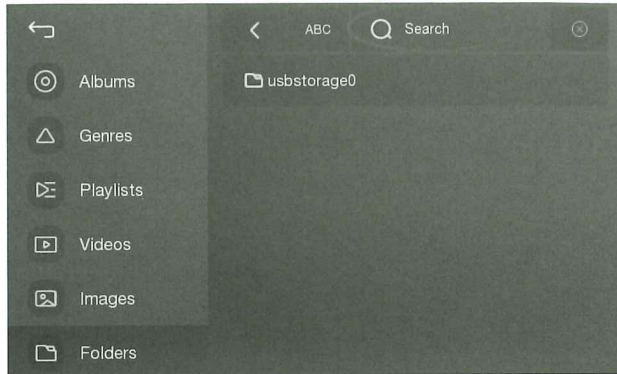 ABC
Search
usbstorage0
Albums
Genres
Playlists
Videos
Images
Folders